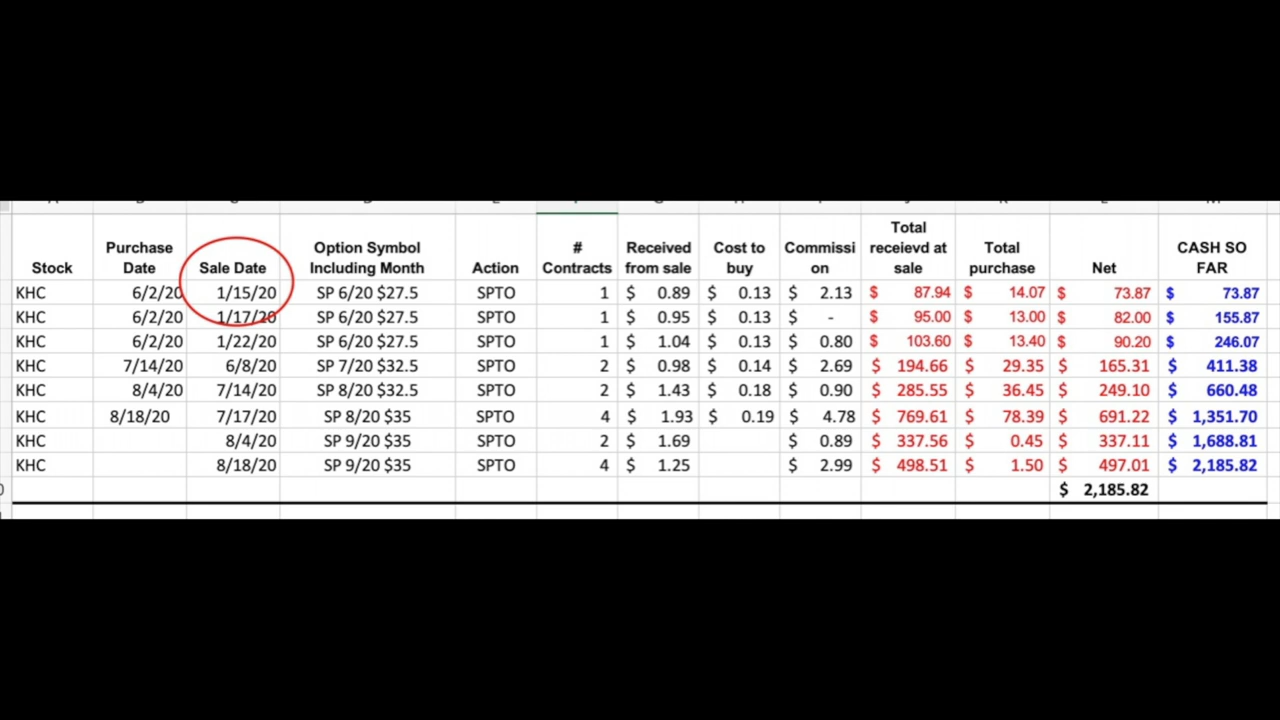 Stock Purchase Date Sale Date Option Symbol Including Month Action # Contracts Received from sale Cost to buy Commissi on Total receievd at sale Total purchase Net CASH SO FAR
KHC 6/2/20 1/15/20 SP 6/20 $27.5 SPTO 1 $ 0.89 $ 0.13 $ 2.13 $ 87.94 $ 14.07 $ 73.87 $ 73.87
KHC 6/2/20 1/17/20 SP 6/20 $27.5 SPTO 1 $ 0.95 $ 0.13 $ - $ 95.00 $ 13.00 $ 82.00 $ 155.87
KHC 6/2/20 1/22/20 SP 6/20 $27.5 SPTO 1 $ 1.04 $ 0.13 $ 0.80 $ 103.60 $ 13.40 $ 90.20 $ 246.07
KHC 7/14/20 6/8/20 SP 7/20 $32.5 SPTO 2 $ 0.98 $ 0.14 $ 2.69 $ 194.66 $ 29.35 $ 165.31 $ 411.38
KHC 8/4/20 7/14/20 SP 8/20 $32.5 SPTO 2 $ 1.43 $ 0.18 $ 0.90 $ 285.55 $ 36.45 $ 249.10 $ 660.48
KHC 8/18/20 7/17/20 SP 8/20 $35 SPTO 4 $ 1.93 $ 0.19 $ 4.78 $ 769.61 $ 78.39 $ 691.22 $ 1,351.70
KHC 8/4/20 SP 9/20 $35 SPTO 2 $ 1.69 $ 0.89 $ 337.56 $ 0.45 $ 337.11 $ 1,688.81
KHC 8/18/20 SP 9/20 $35 SPTO 4 $ 1.25 $ 2.99 $ 498.51 $ 1.50 $ 497.01 $ 2,185.82
$ 2,185.82